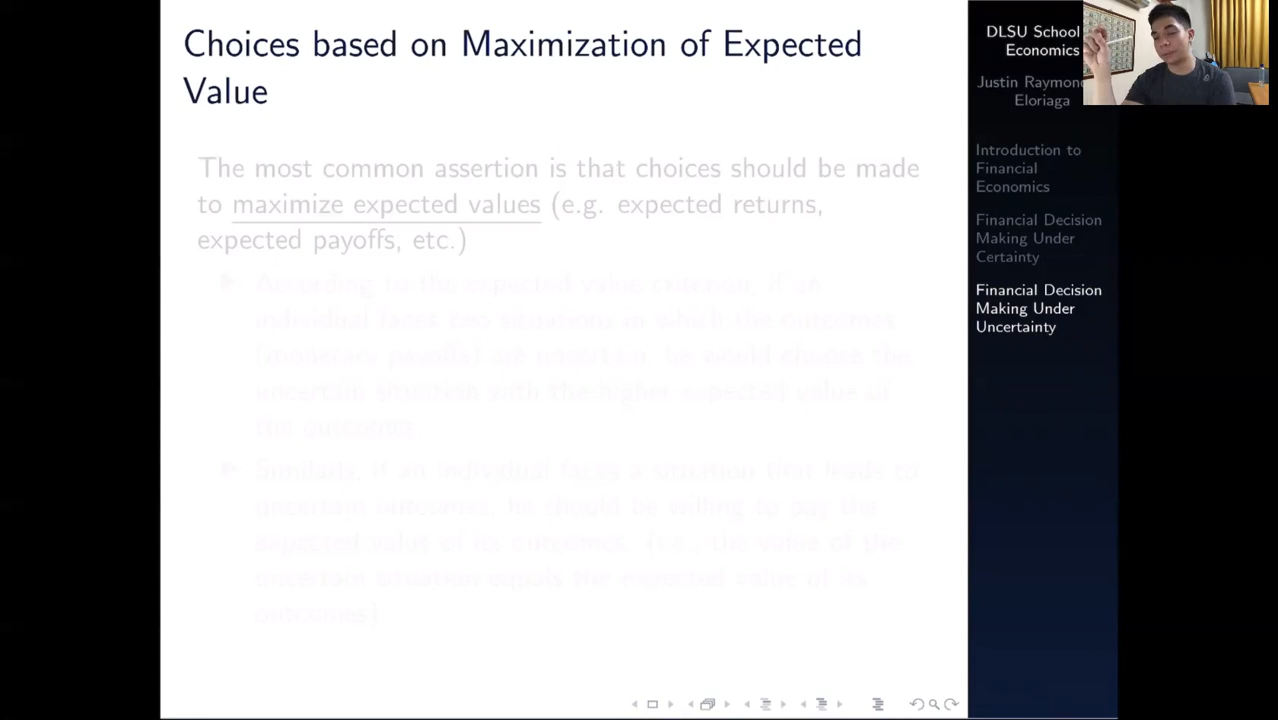 Choices based on Maximization of Expected
Value
The most common assertion is that choices should be made
to maximize expected values (e.g. expected returns,
expected payoffs, etc.)
According to the expected value criterion, if an
individual faces two situations in which the outcomes
(monetary payoffs) are uncertain, he would choose the
uncertain situation with the higher expected value of
the outcomes
Similarly, if an individual faces a situation that leads to
uncertain outcomes, he should be willing to pay the
expected value of its outcomes. (i.e., the value of the
uncertain situation equals the expected value of its
outcomes)
DLSU School
Economics
Justin Raymon
Eloriaga
Introduction to
Financial
Economics
Financial Decision
Making Under
Certainty
Financial Decision
Making Under
Uncertainty